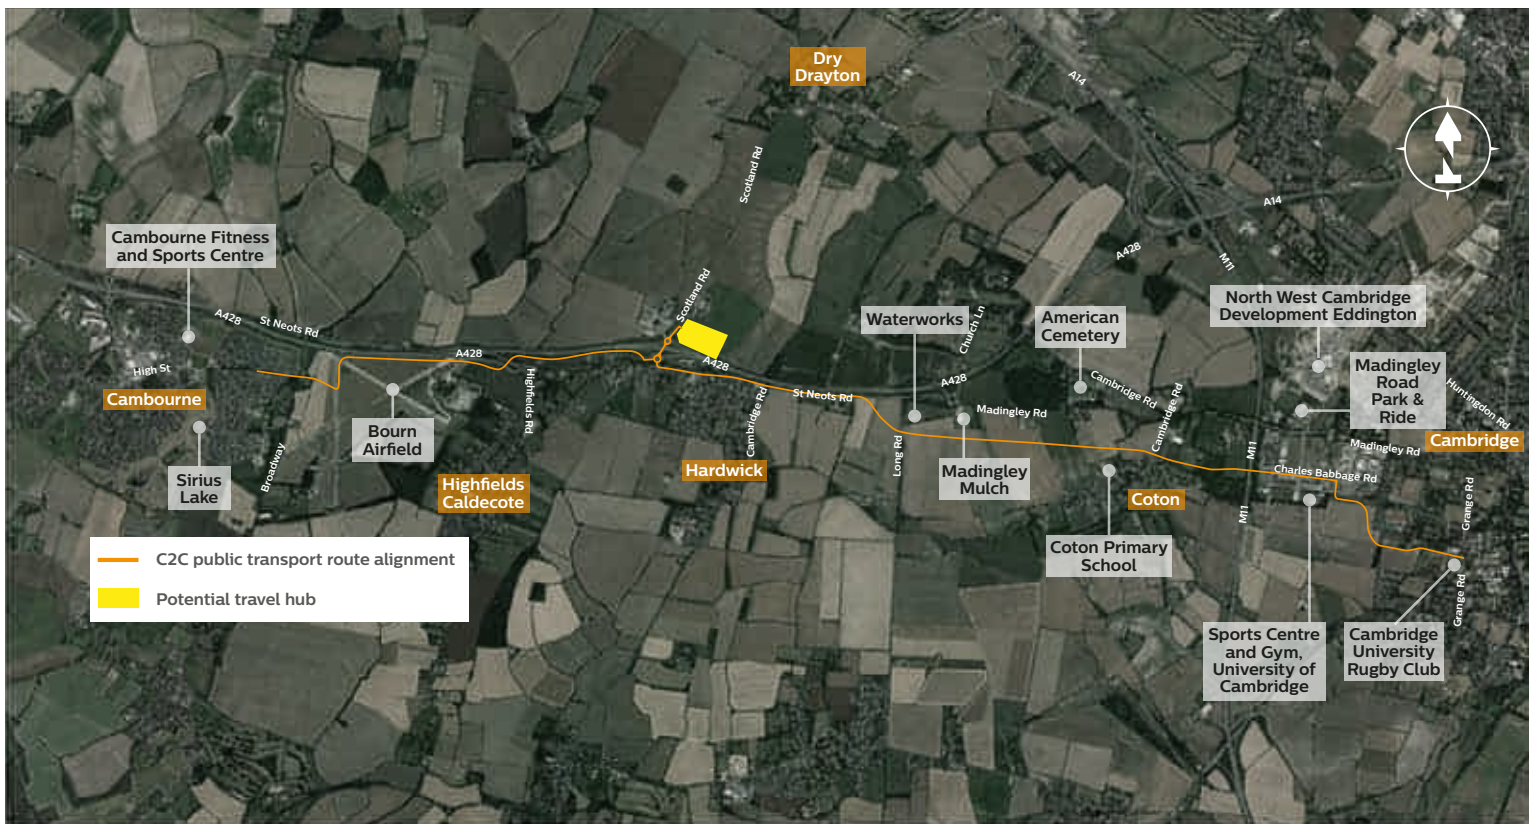 Dry
Drayton
A14
Scotland Rd
A14
Cambourne Fitness
and Sports Centre
A428
M11
Scotland Rd
North West Cambridge
Development Eddington
A428
St Neots Rd
Waterworks
Church Ln
American
Cemetery
High St
A428
A428
A428
Madingley
Road
Park &
Ride
Huntingdon Rd
Cambourne
Highfields Rd
Cambridge Rd
St Neots Rd
Madingley Rd
Cambridge Rd
Cambridge Rd
Bourn
Airfield
Broadway
Long Rd
M11
Madingley Rd
Cambridge
Sirius
Lake
Highfields
Caldecote
Hardwick
Madingley
Mulch
Coton
Charles Babbage Rd
M11
Grange Rd
C2C public transport route alignment
Potential travel hub
Coton Primary
School
Grange Rd
Sports Centre
and Gym,
University of
Cambridge
Cambridge
University
Rugby Club